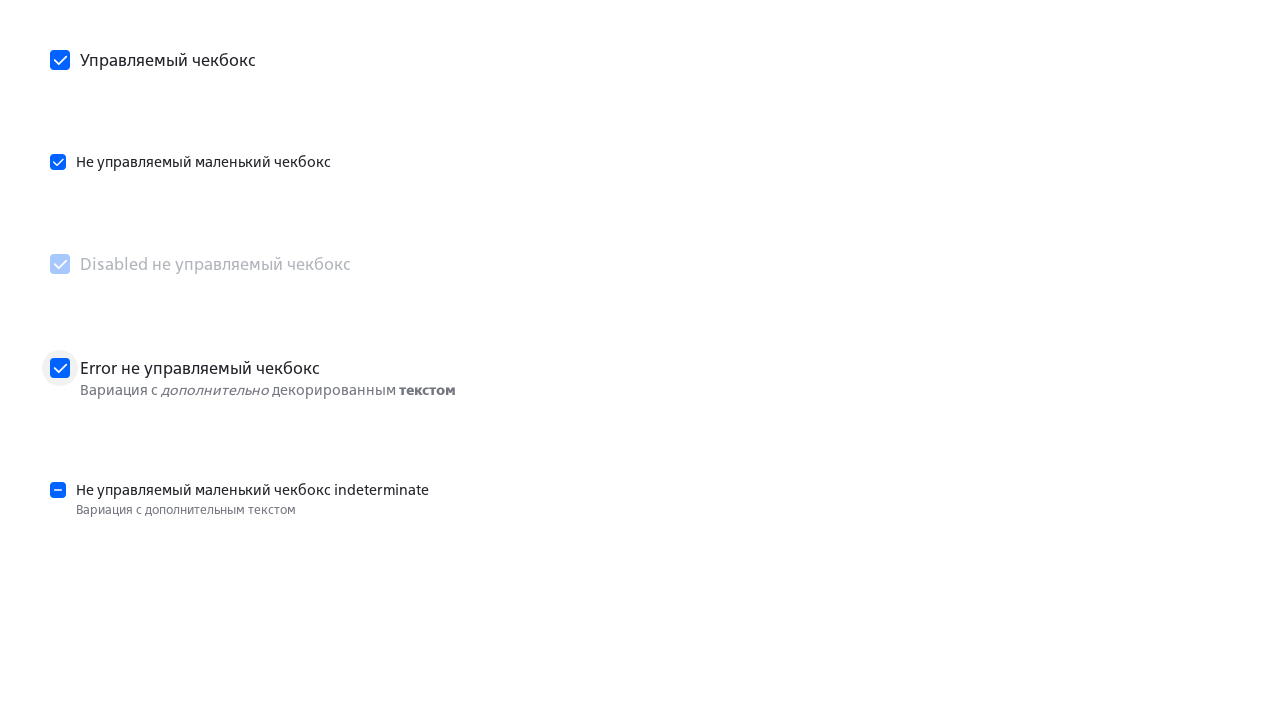 Управляемый чекбокс
Не управляемый маленький чекбокс
Disabled не управляемый чекбокс
Error не управляемый чекбокс
Вариация с дополнительно декорированным текстом
Не управляемый маленький чекбокс indeterminate
Вариация с дополнительным текстом